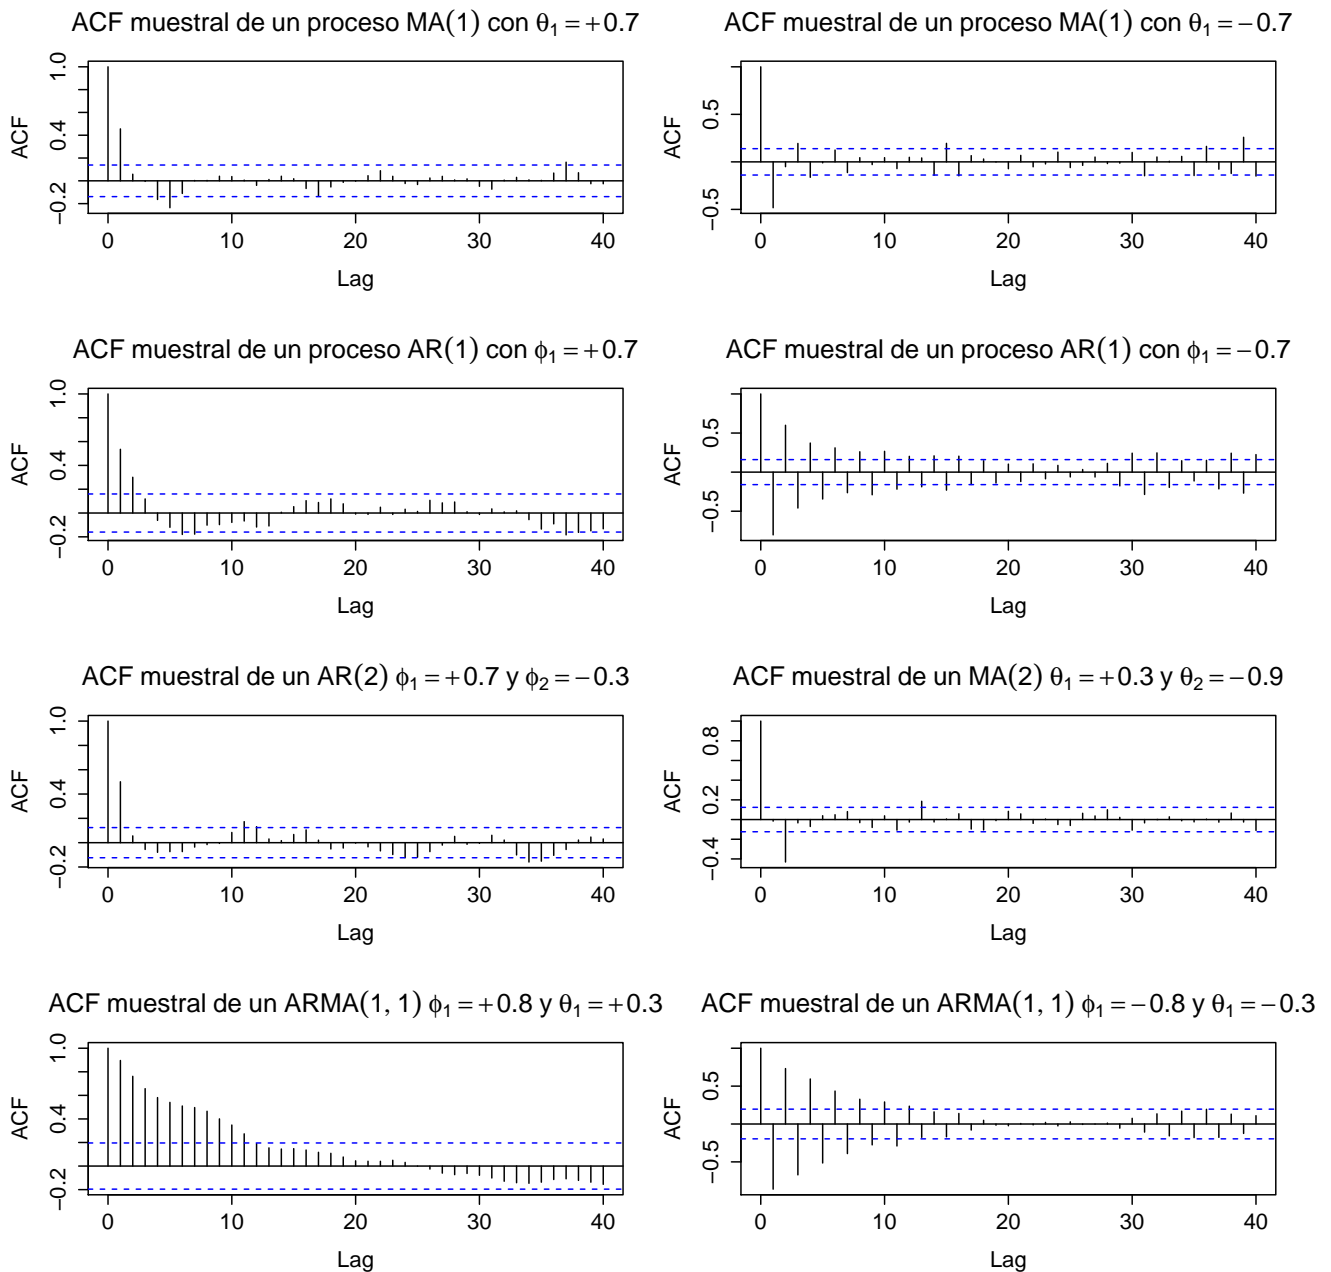 ACF muestral de un proceso MA(1) con θ₁ = +0.7
ACF muestral de un proceso MA(1) con θ₁ = −0.7
ACF
1.0
0.4
−0.2
0 10 20 30 40
Lag
ACF
0.5
−0.5
0 10 20 30 40
Lag
ACF muestral de un proceso AR(1) con ϕ₁ = +0.7
ACF muestral de un proceso AR(1) con ϕ₁ = −0.7
ACF
1.0
0.4
−0.2
0 10 20 30 40
Lag
ACF
0.5
−0.5
0 10 20 30 40
Lag
ACF muestral de un AR(2) ϕ₁ = +0.7 y ϕ₂ = −0.3
ACF muestral de un MA(2) θ₁ = +0.3 y θ₂ = −0.9
ACF
1.0
0.4
−0.2
0 10 20 30 40
Lag
ACF
0.8
0.2
−0.4
0 10 20 30 40
Lag
ACF muestral de un ARMA(1, 1) ϕ₁ = +0.8 y θ₁ = +0.3
ACF muestral de un ARMA(1, 1) ϕ₁ = −0.8 y θ₁ = −0.3
ACF
1.0
0.4
−0.2
0 10 20 30 40
Lag
ACF
0.5
−0.5
0 10 20 30 40
Lag